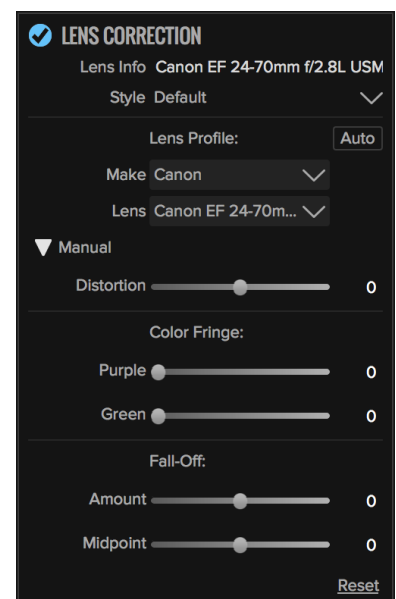 LENS CORRECTION
Lens Info Canon EF 24-70mm f/2.8L USM
Style Default
Lens Profile: Auto
Make Canon
Lens Canon EF 24-70m...
Manual
Distortion 0
Color Fringe:
Purple 0
Green 0
Fall-Off:
Amount 0
Midpoint 0
Reset